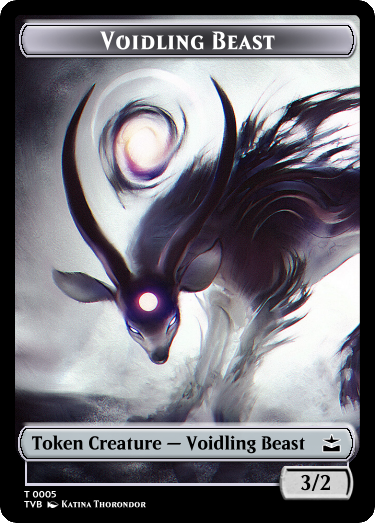 Voidling Beast
Token Creature — Voidling Beast
3/2
T 0005
TVB Katina Thorondor